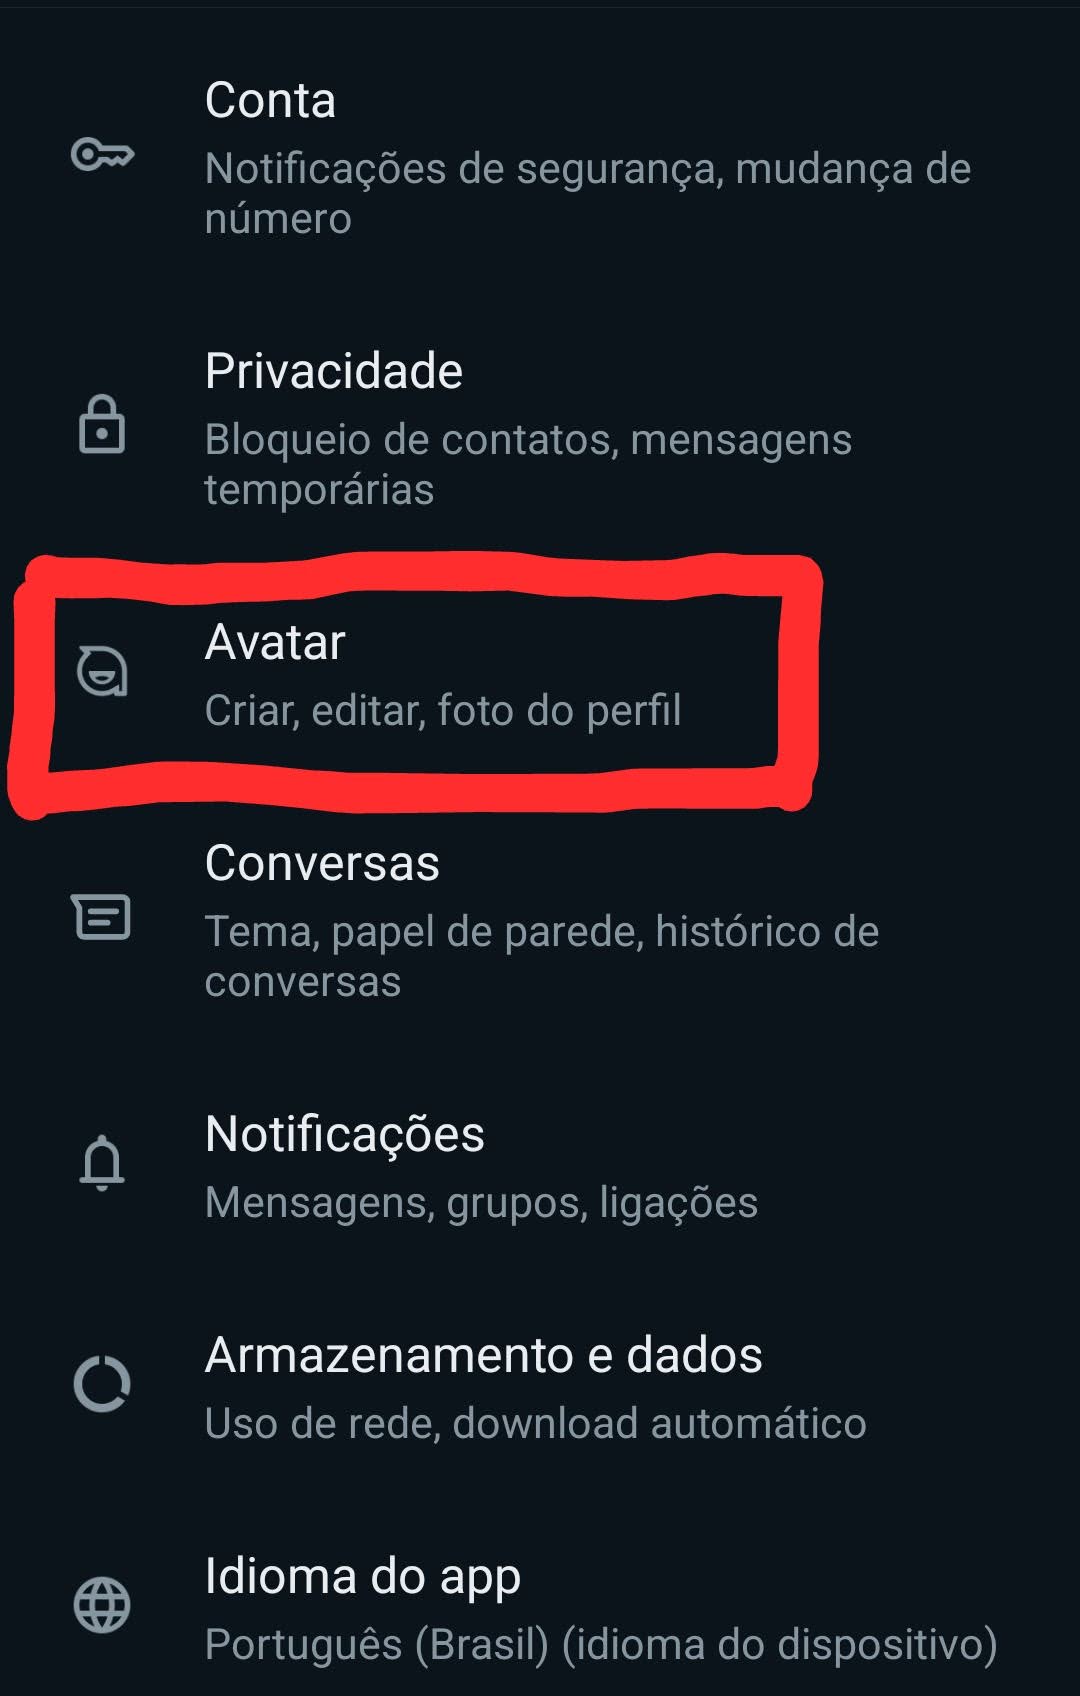 Conta
Notificações de segurança, mudança de
número
Privacidade
Bloqueio de contatos, mensagens
temporárias
Avatar
Criar, editar, foto do perfil
Conversas
Tema, papel de parede, histórico de
conversas
Notificações
Mensagens, grupos, ligações
Armazenamento e dados
Uso de rede, download automático
Idioma do app
Português (Brasil) (idioma do dispositivo)